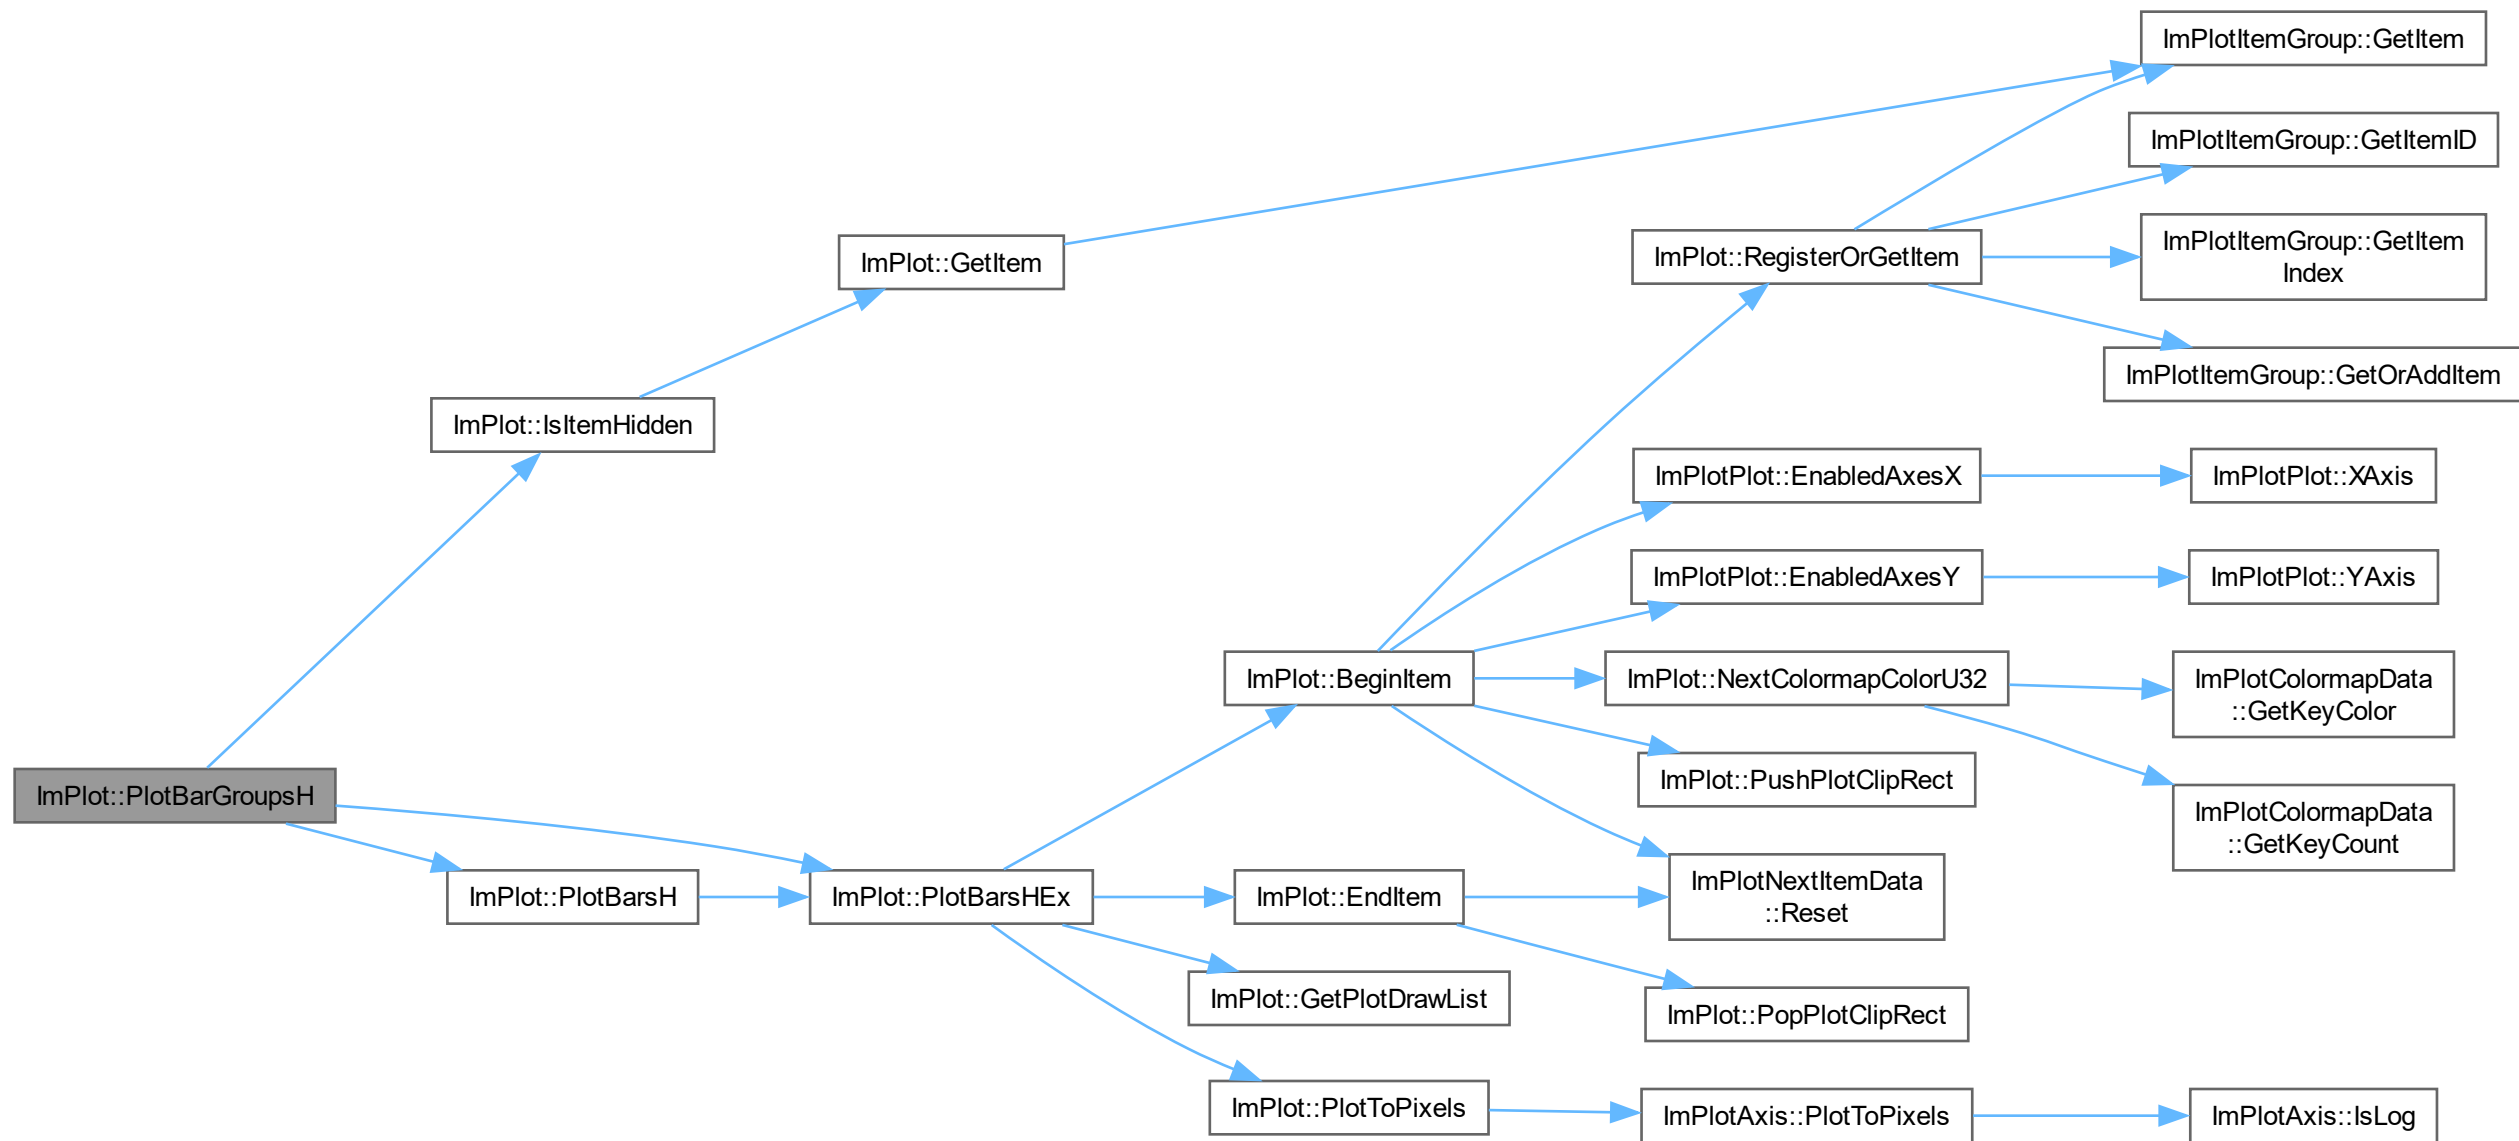 ImPlot::PlotBarGroupsH
ImPlot::IsItemHidden
ImPlot::PlotBarsH
ImPlot::GetItem
ImPlot::PlotBarsHEx
ImPlot::BeginItem
ImPlot::EndItem
ImPlot::GetPlotDrawList
ImPlot::PlotToPixels
ImPlot::RegisterOrGetItem
ImPlotPlot::EnabledAxesX
ImPlotPlot::EnabledAxesY
ImPlot::NextColormapColorU32
ImPlot::PushPlotClipRect
ImPlotNextItemData
::Reset
ImPlot::PopPlotClipRect
ImPlotAxis::PlotToPixels
ImPlotItemGroup::GetItem
ImPlotItemGroup::GetItemID
ImPlotItemGroup::GetItem
Index
ImPlotItemGroup::GetOrAddItem
ImPlotPlot::XAxis
ImPlotPlot::YAxis
ImPlotColormapData
::GetKeyColor
ImPlotColormapData
::GetKeyCount
ImPlotAxis::IsLog